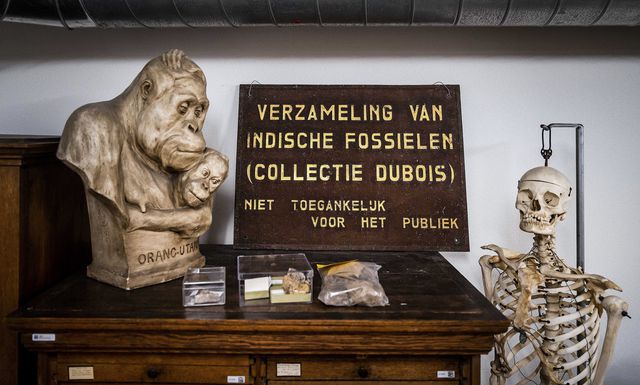 VERZAMELING VAN
INDISCHE FOSSIELEN
(COLLECTIE DUBOIS)
NIET TOEGANKELIJK
VOOR HET PUBLIEK
ORANG-UTAN